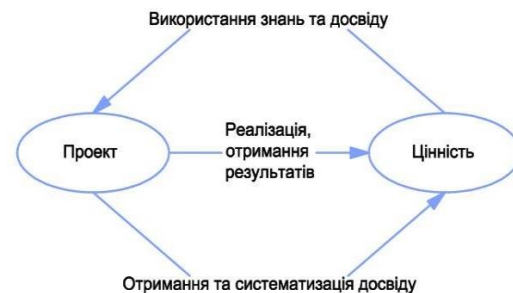 Використання знань та досвіду
Проект
Реалізація,
отримання
результатів
Цінність
Отримання та систематизація досвіду